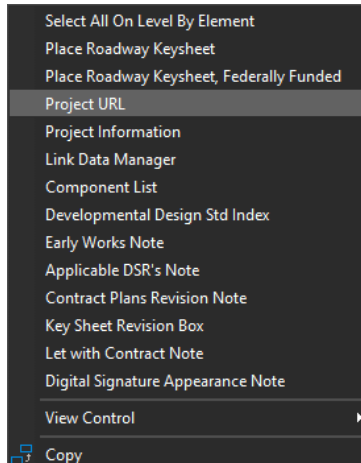 Select All On Level By Element
Place Roadway Keysheet
Place Roadway Keysheet, Federally Funded
Project URL
Project Information
Link Data Manager
Component List
Developmental Design Std Index
Early Works Note
Applicable DSR's Note
Contract Plans Revision Note
Key Sheet Revision Box
Let with Contract Note
Digital Signature Appearance Note
View Control
Copy